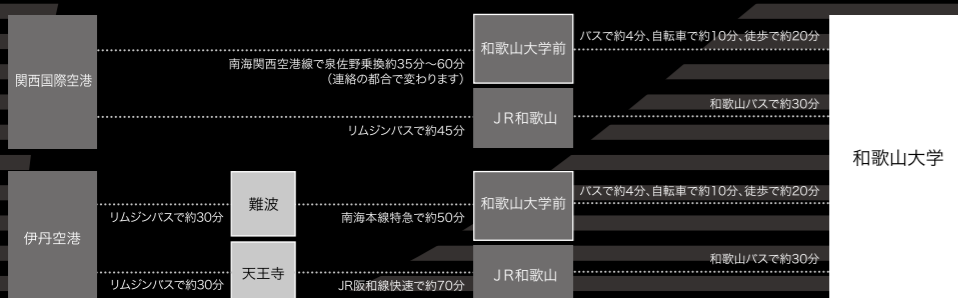 関西国際空港
南海関西空港線で泉佐野乗換約35分～60分
（連絡の都合で変わります）
和歌山大学前
バスで約4分、自転車で約10分、徒歩で約20分
リムジンバスで約45分
JR和歌山
和歌山バスで約30分
和歌山大学
伊丹空港
リムジンバスで約30分
難波
南海本線特急で約50分
和歌山大学前
バスで約4分、自転車で約10分、徒歩で約20分
リムジンバスで約30分
天王寺
JR阪和線快速で約70分
JR和歌山
和歌山バスで約30分